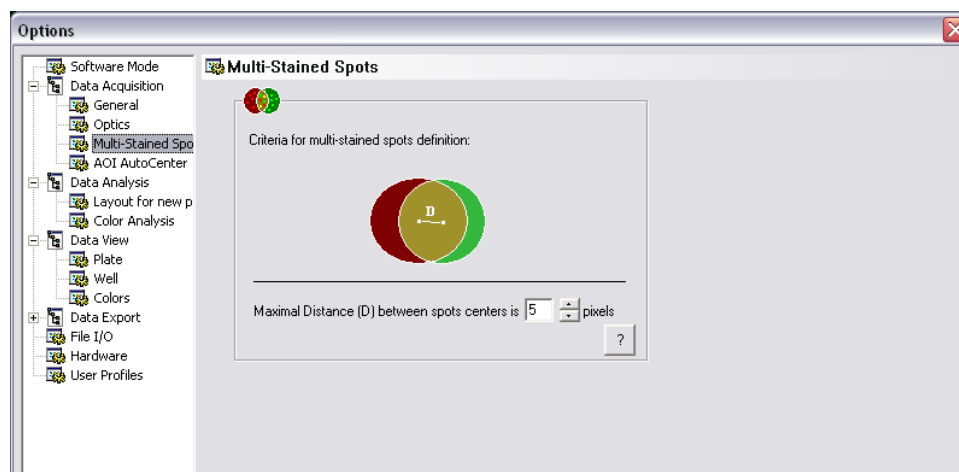 Options
Software Mode
Data Acquisition
General
Optics
Multi-Stained Spo
AOI AutoCenter
Data Analysis
Layout for new p
Color Analysis
Data View
Plate
Well
Colors
Data Export
File I/O
Hardware
User Profiles
Multi-Stained Spots
Criteria for multi-stained spots definition:
D
Maximal Distance (D) between spots centers is 5 pixels
?